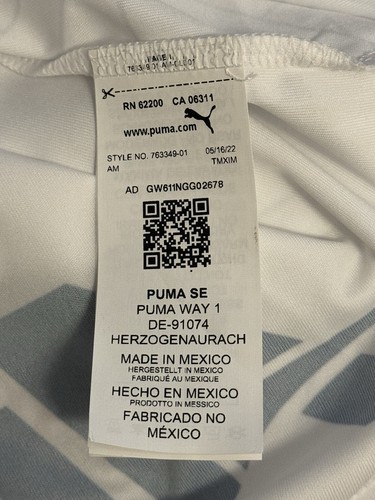 PAGE 1
RN 62200 CA 06311
www.puma.com
STYLE NO. 763349-01 05/16/22
AM TMXIM
AD GW611NGG02678
PUMA SE
PUMA WAY 1
DE-91074
HERZOGENAURACH
MADE IN MEXICO
HERGESTELLT IN MEXICO
FABRIQUÉ AU MEXIQUE
HECHO EN MEXICO
PRODOTTO IN MESSICO
FABRICADO NO
MÉXICO